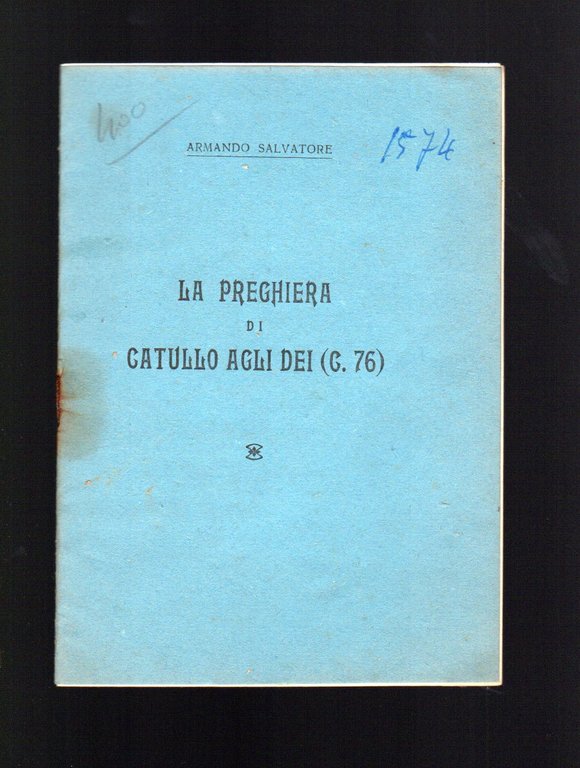 400
ARMANDO SALVATORE
1574
LA PREGHIERA
DI
CATULLO AGLI DEI (C. 76)